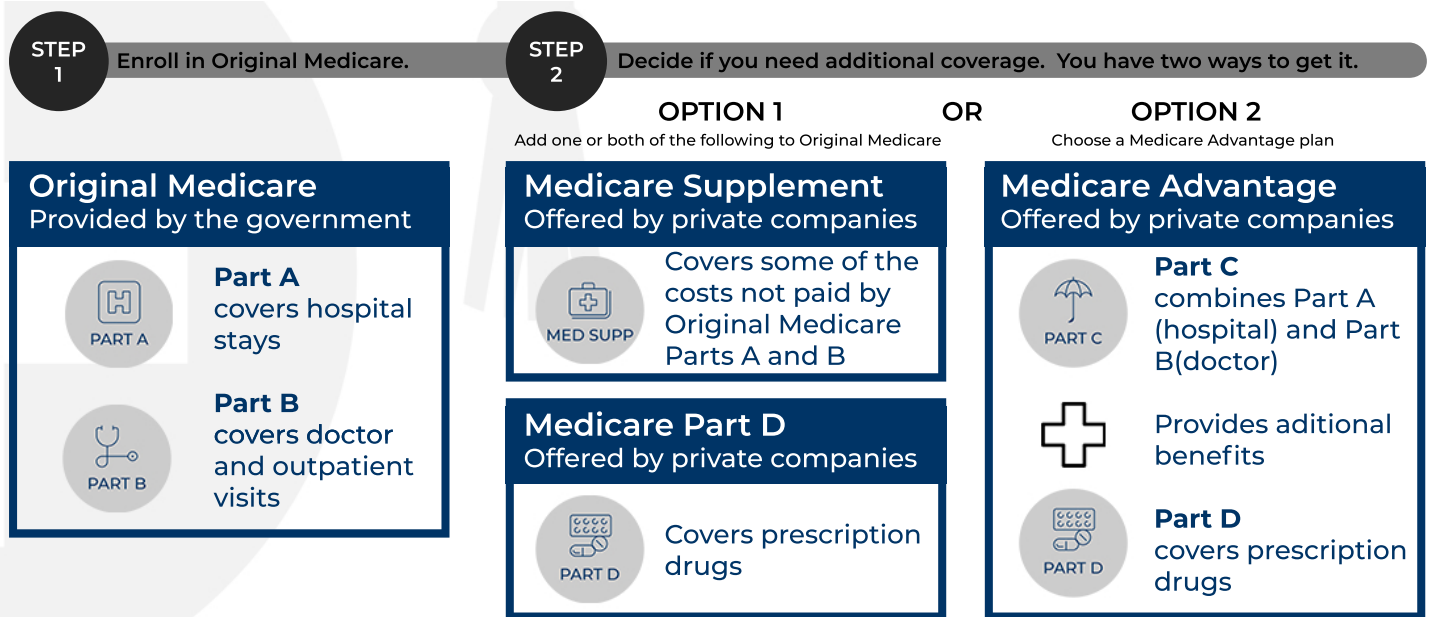 STEP
1
Enroll in Original Medicare.
STEP
2
Decide if you need additional coverage.  You have two ways to get it.
OPTION 1
Add one or both of the following to Original Medicare
OR
OPTION 2
Choose a Medicare Advantage plan
Original Medicare
Provided by the government
PART A
Part A
covers hospital
stays
PART B
Part B
covers doctor
and outpatient
visits
Medicare Supplement
Offered by private companies
MED SUPP
Covers some of the
costs not paid by
Original Medicare
Parts A and B
Medicare Part D
Offered by private companies
PART D
Covers prescription
drugs
Medicare Advantage
Offered by private companies
PART C
Part C
combines Part A
(hospital) and Part
B(doctor)
Provides aditional
benefits
PART D
Part D
covers prescription
drugs